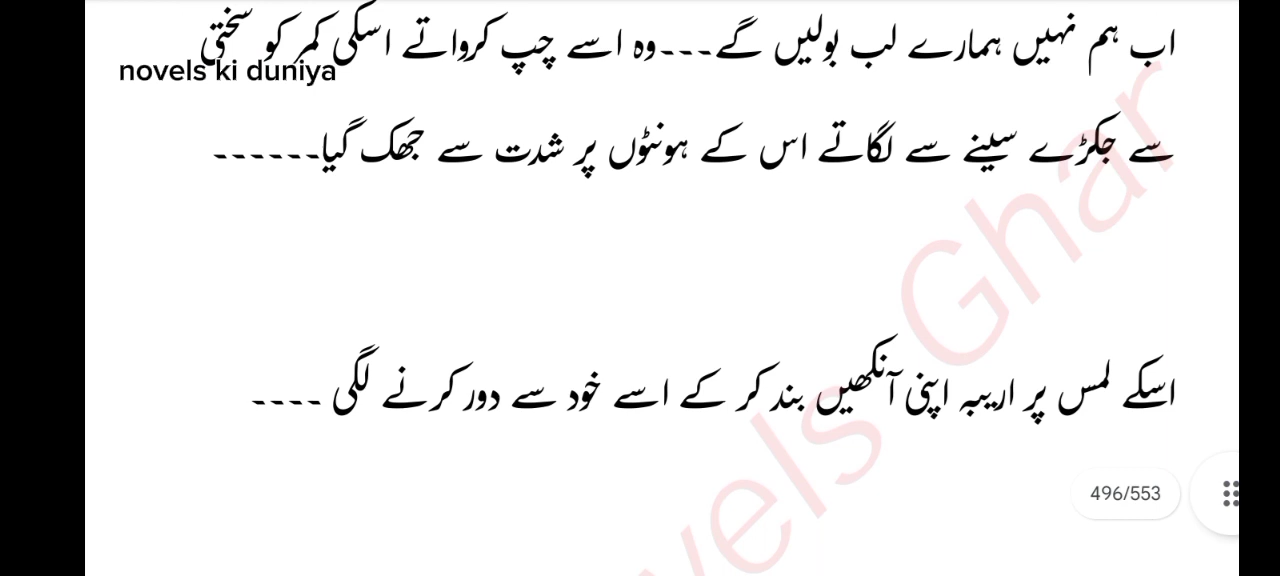 اب ہم نہیں ہمارے لب بولیں گے---وہ اسے چپ کرواتے اسکی کمر کو سختی
novels ki duniya
سے جکڑے سینے سے لگاتے اس کے ہونٹوں پر شدت سے جھک گیا------
اسکے لمس پر اریبہ اپنی آنکھیں بند کر کے اسے خود سے دور کرنے لگی ----
vels Ghar
496/553